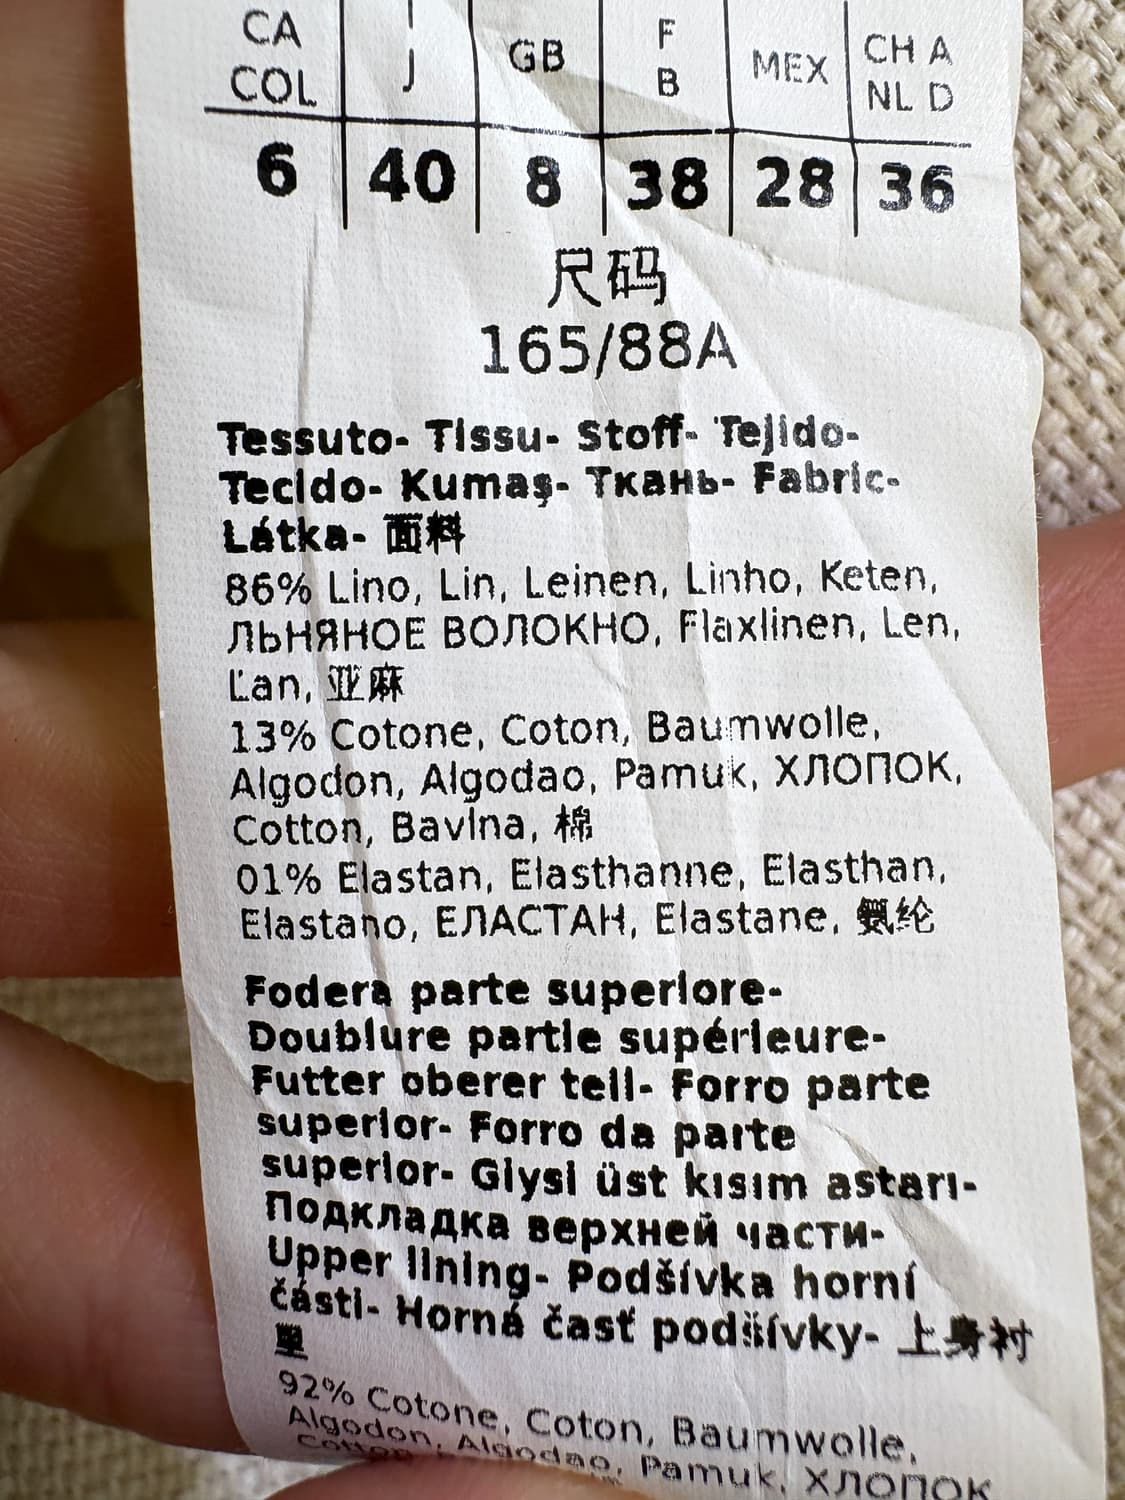 CA I GB F MEX CH A
COL J B NL D
6 40 8 38 28 36
尺码
165/88A
Tessuto- Tissu- Stoff- Tejido-
Tecido- Kumaş- Ткань- Fabric-
Látka- 面料
86% Lino, Lin, Leinen, Linho, Keten,
ЛЬНЯНОЕ ВОЛОКНО, Flaxlinen, Len,
Ľan, 亚麻
13% Cotone, Coton, Baumwolle,
Algodon, Algodao, Pamuk, ХЛОПОК,
Cotton, Bavlna, 棉
01% Elastan, Elasthanne, Elasthan,
Elastano, ЕЛАСТАН, Elastane, 氨纶
Fodera parte superiore-
Doublure partie supérieure-
Futter oberer teil- Forro parte
superior- Forro da parte
superior- Giysi üst kısım astarı-
Подкладка верхней части-
Upper lining- Podšívka horní
části- Horná časť podšívky- 上身衬
里
92% Cotone, Coton, Baumwolle,
Algodon, Algodao, Pamuk, ХЛОПОК
Cotton